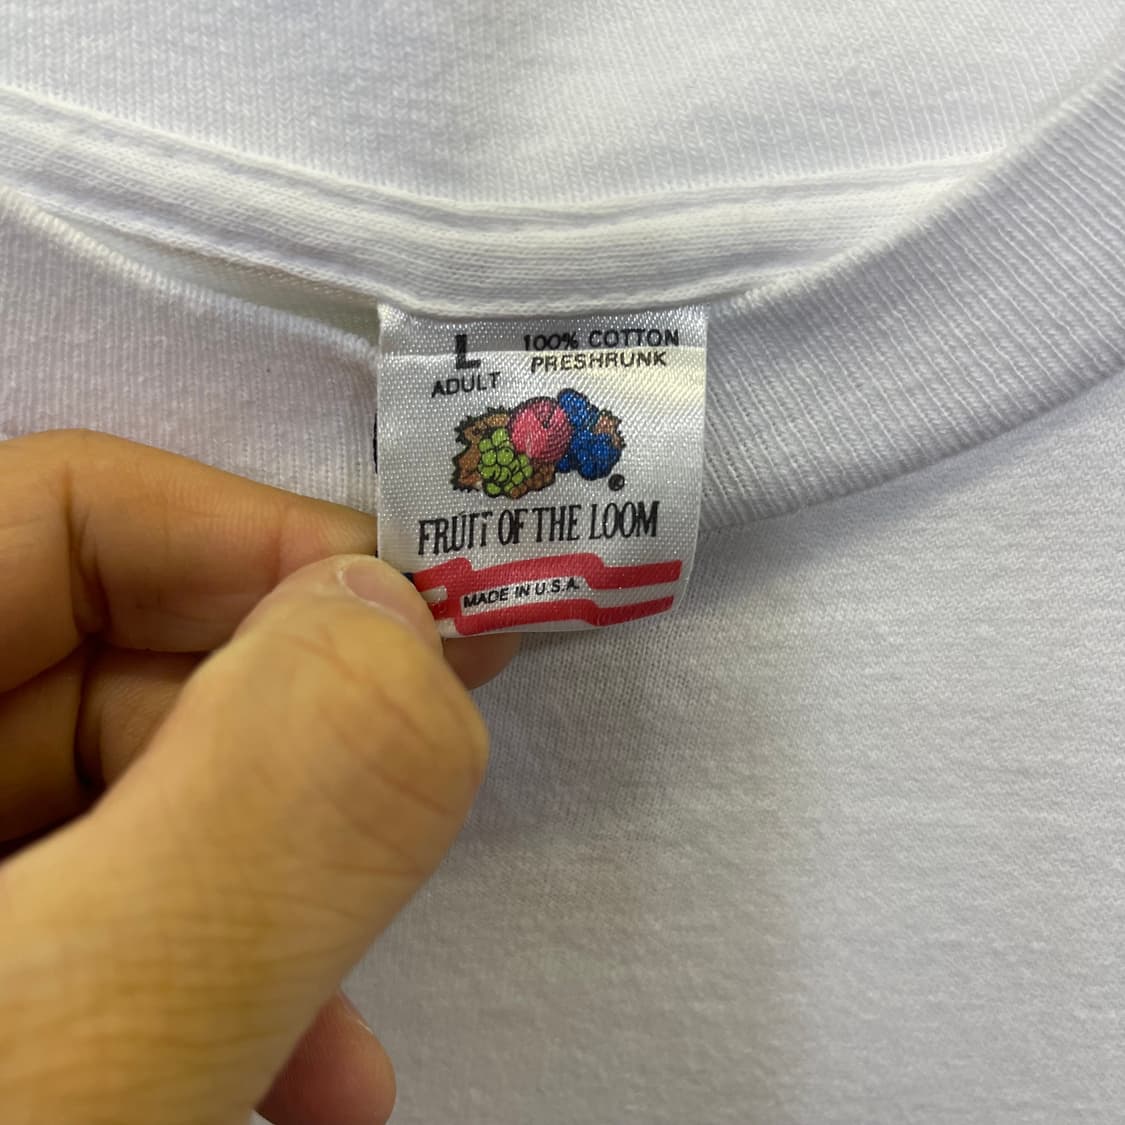 L
ADULT
100% COTTON
PRESHRUNK
®
FRUIT OF THE LOOM
MADE IN U.S.A.